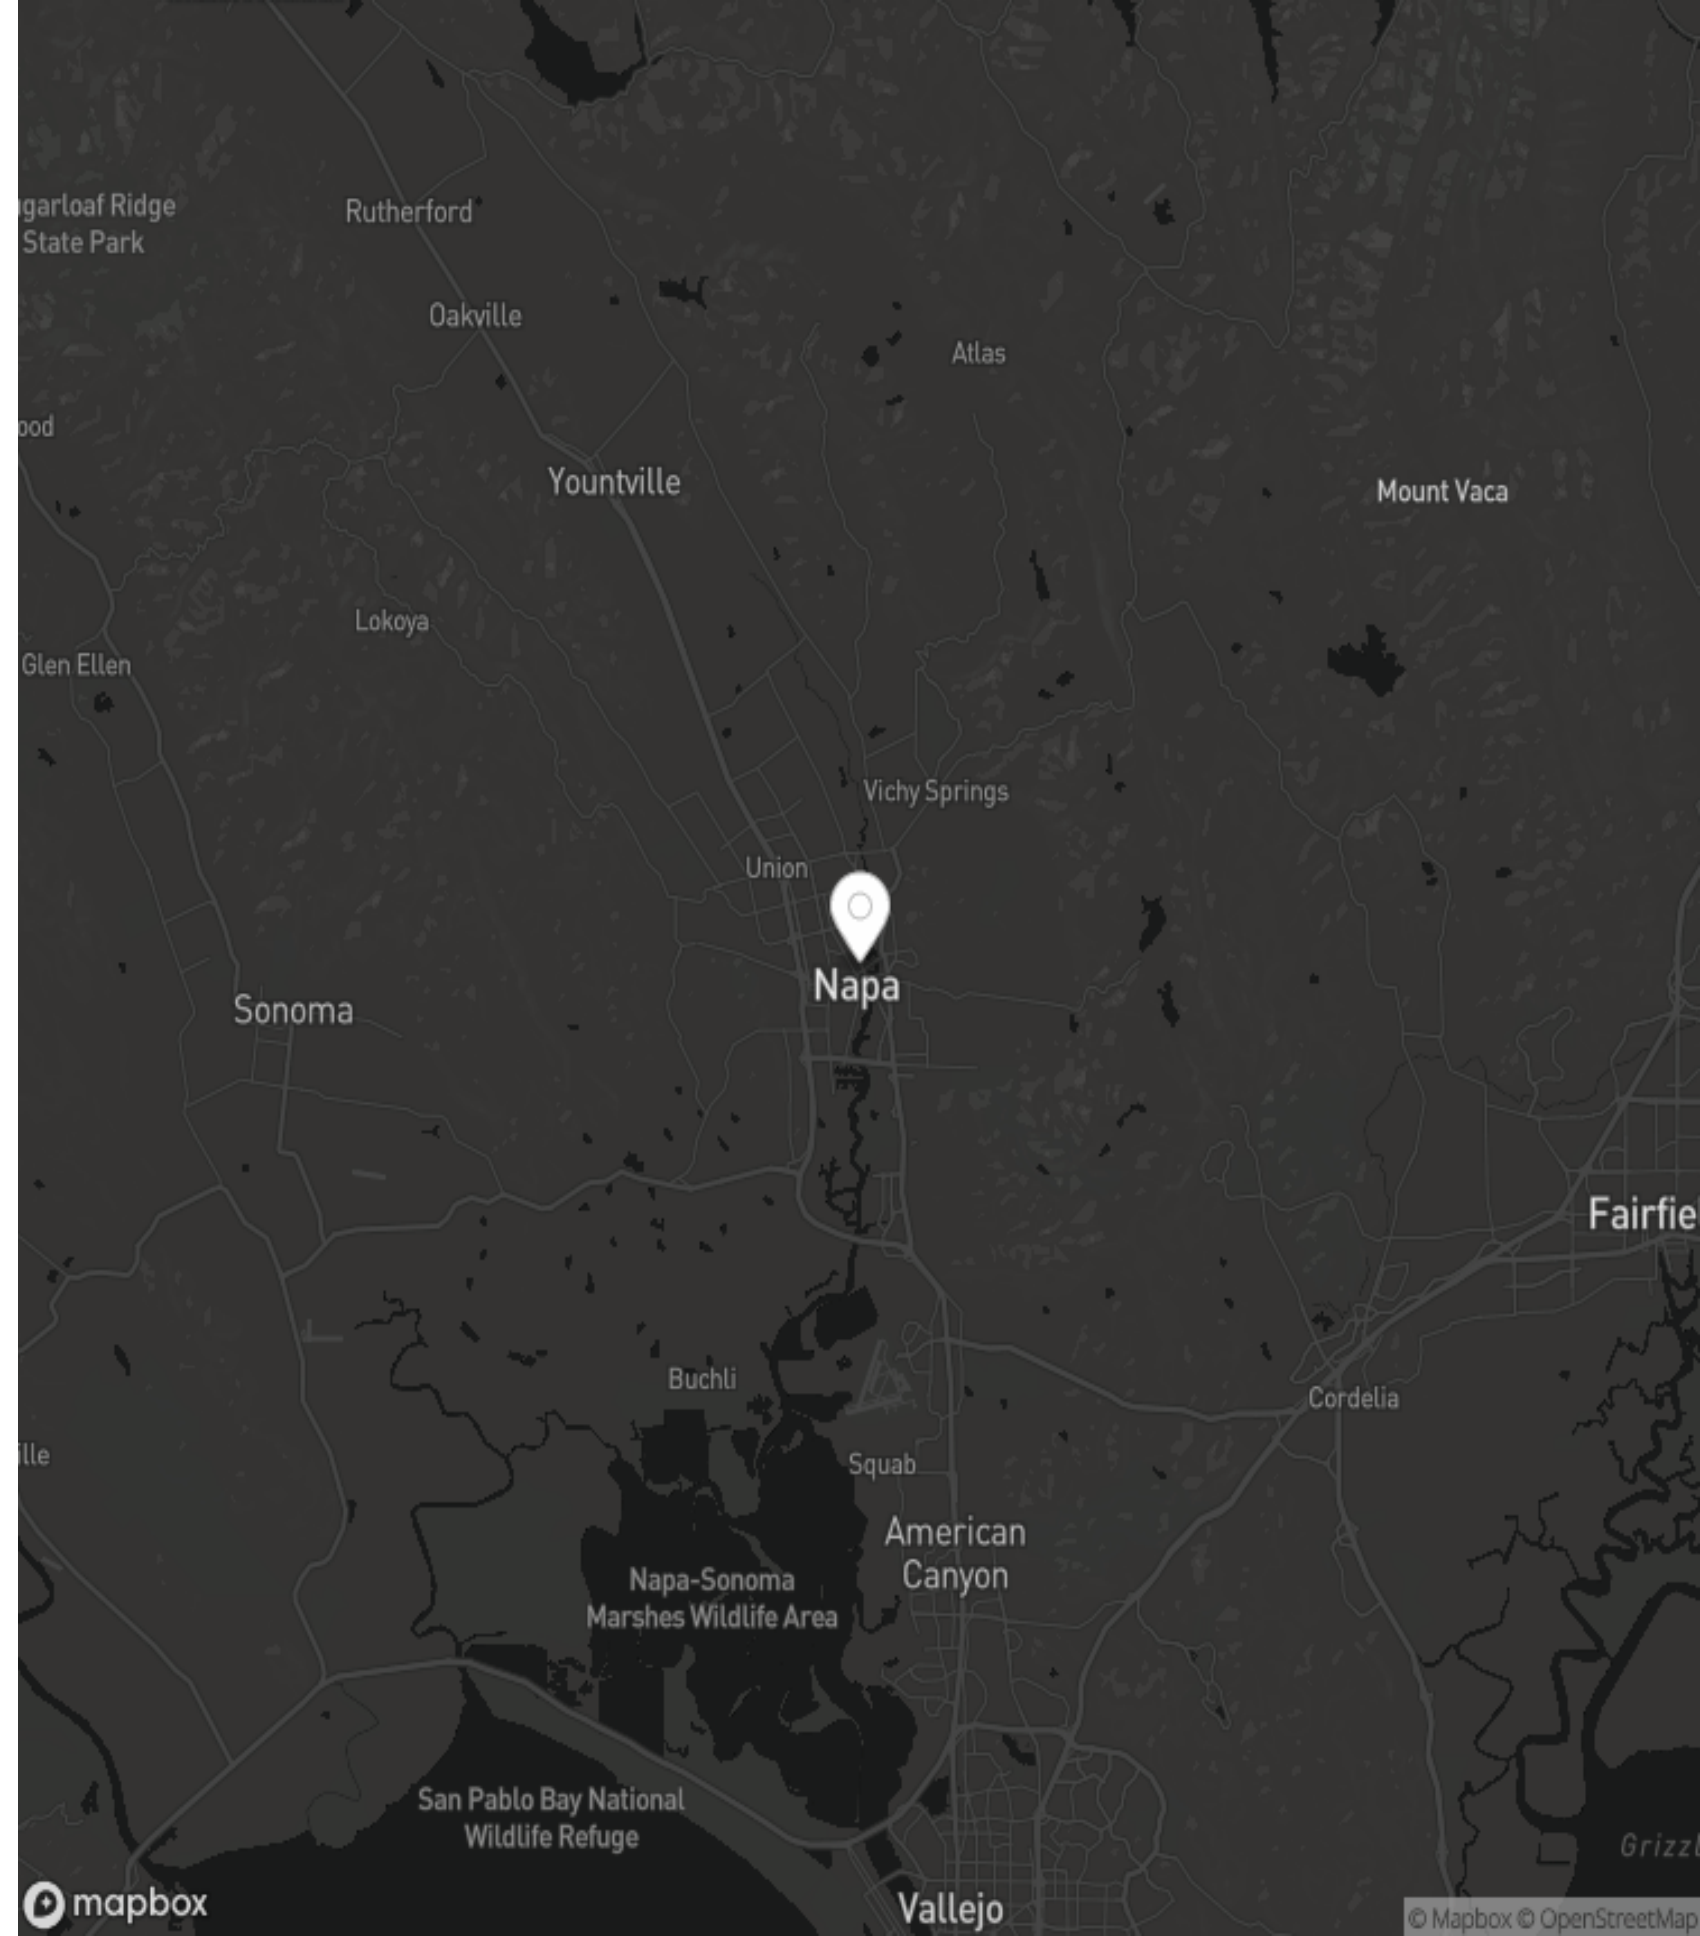 garloaf Ridge
State Park
Rutherford
Oakville
Atlas
ood
Yountville
Mount Vaca
Lokoya
Glen Ellen
Vichy Springs
Union
Napa
Sonoma
Fairfie
Buchli
Cordelia
ille
Squab
American
Canyon
Napa-Sonoma
Marshes Wildlife Area
San Pablo Bay National
Wildlife Refuge
Grizzl
Vallejo
mapbox
© Mapbox © OpenStreetMap